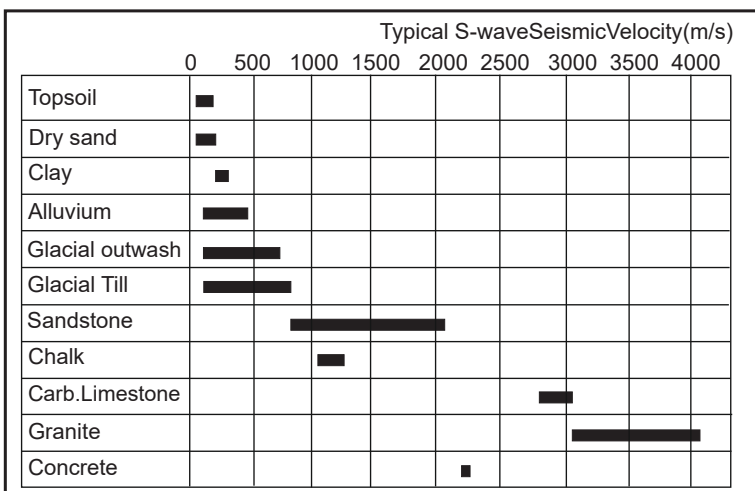 Typical S-waveSeismicVelocity(m/s)
0 500 1000 1500 2000 2500 3000 3500 4000
Topsoil
Dry sand
Clay
Alluvium
Glacial outwash
Glacial Till
Sandstone
Chalk
Carb.Limestone
Granite
Concrete